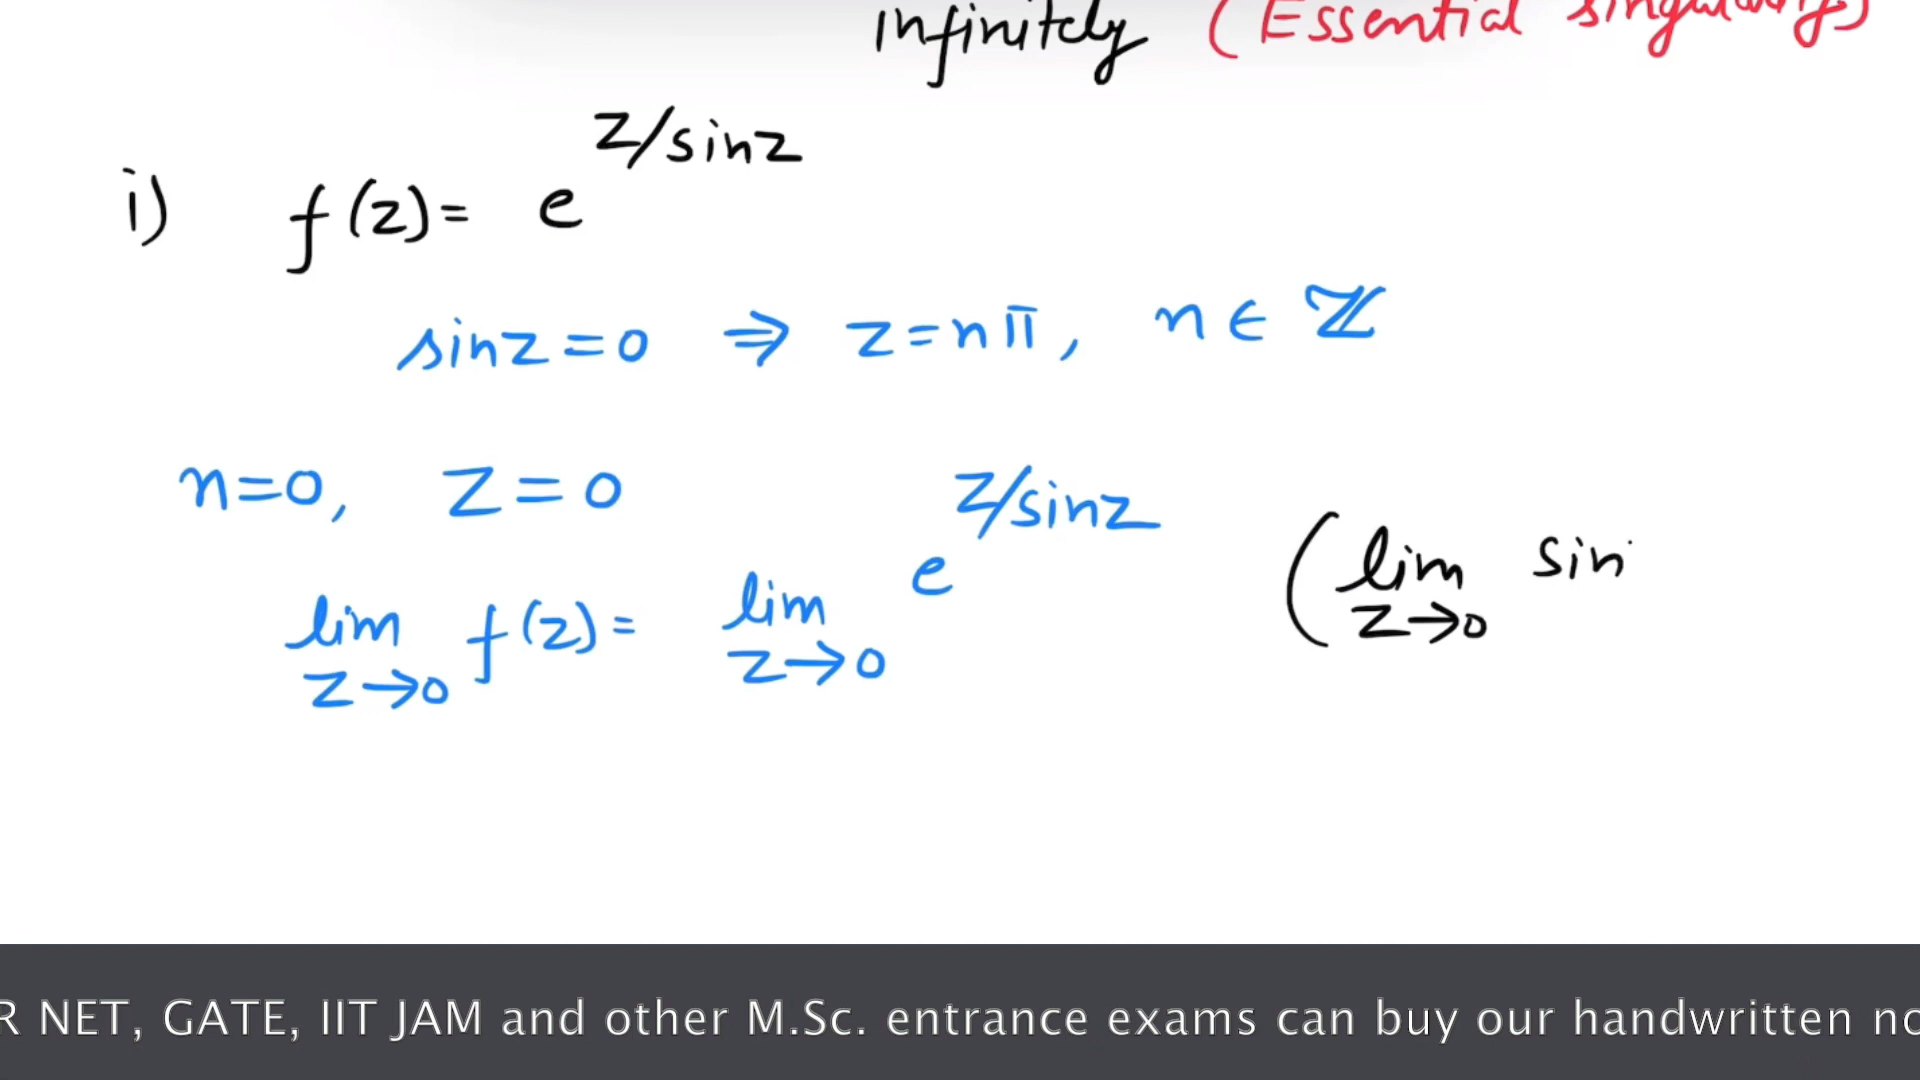 infinitely (Essential singularity)
i) f(z) = e^{z/sinz}
sinz = 0 ⇒ z = nπ, n ∈ ℤ
n=0, z = 0
lim_{z→0} f(z) = lim_{z→0} e^{z/sinz} (lim_{z→0} sin
R NET, GATE, IIT JAM and other M.Sc. entrance exams can buy our handwritten no